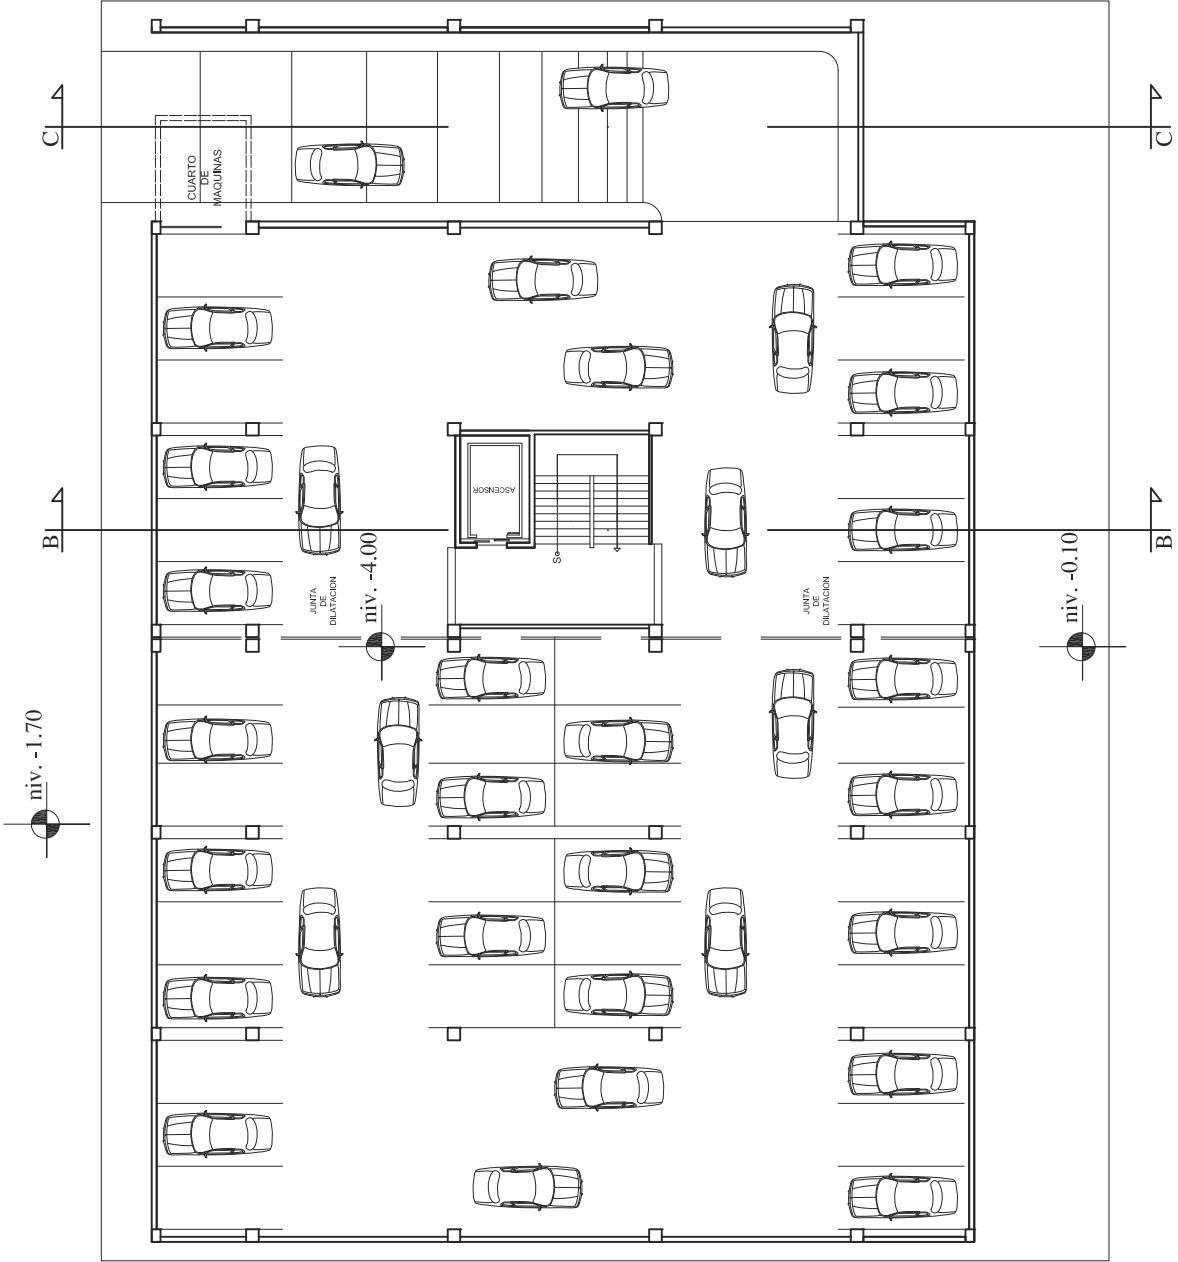 C
C
CUARTO
DE
MAQUINAS
ASCENSOR
S
B
B
niv. -4.00
niv. -0.10
JUNTA
DE
DILATACION
JUNTA
DE
DILATACION
niv. -1.70